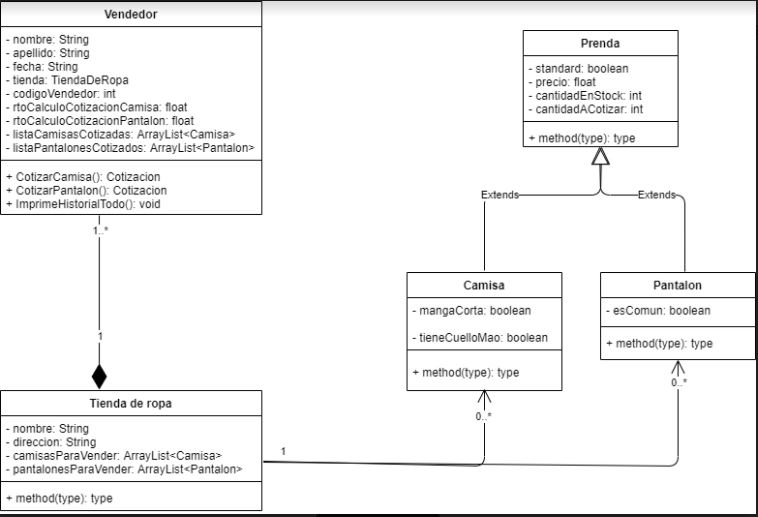 Vendedor
- nombre: String
- apellido: String
- fecha: String
- tienda: TiendaDeRopa
- codigoVendedor: int
- rtoCalculoCotizacionCamisa: float
- rtoCalculoCotizacionPantalon: float
- listaCamisasCotizadas: ArrayList<Camisa>
- listaPantalonesCotizados: ArrayList<Pantalon>
+ CotizarCamisa(): Cotizacion
+ CotizarPantalon(): Cotizacion
+ ImprimeHistorialTodo(): void
1..*
1
Tienda de ropa
- nombre: String
- direccion: String
- camisasParaVender: ArrayList<Camisa>
- pantalonesParaVender: ArrayList<Pantalon>
+ method(type): type
1
Prenda
- standard: boolean
- precio: float
- cantidadEnStock: int
- cantidadACotizar: int
+ method(type): type
Extends
Extends
Camisa
- mangaCorta: boolean
- tieneCuelloMao: boolean
+ method(type): type
0..*
Pantalon
- esComun: boolean
+ method(type): type
0..*